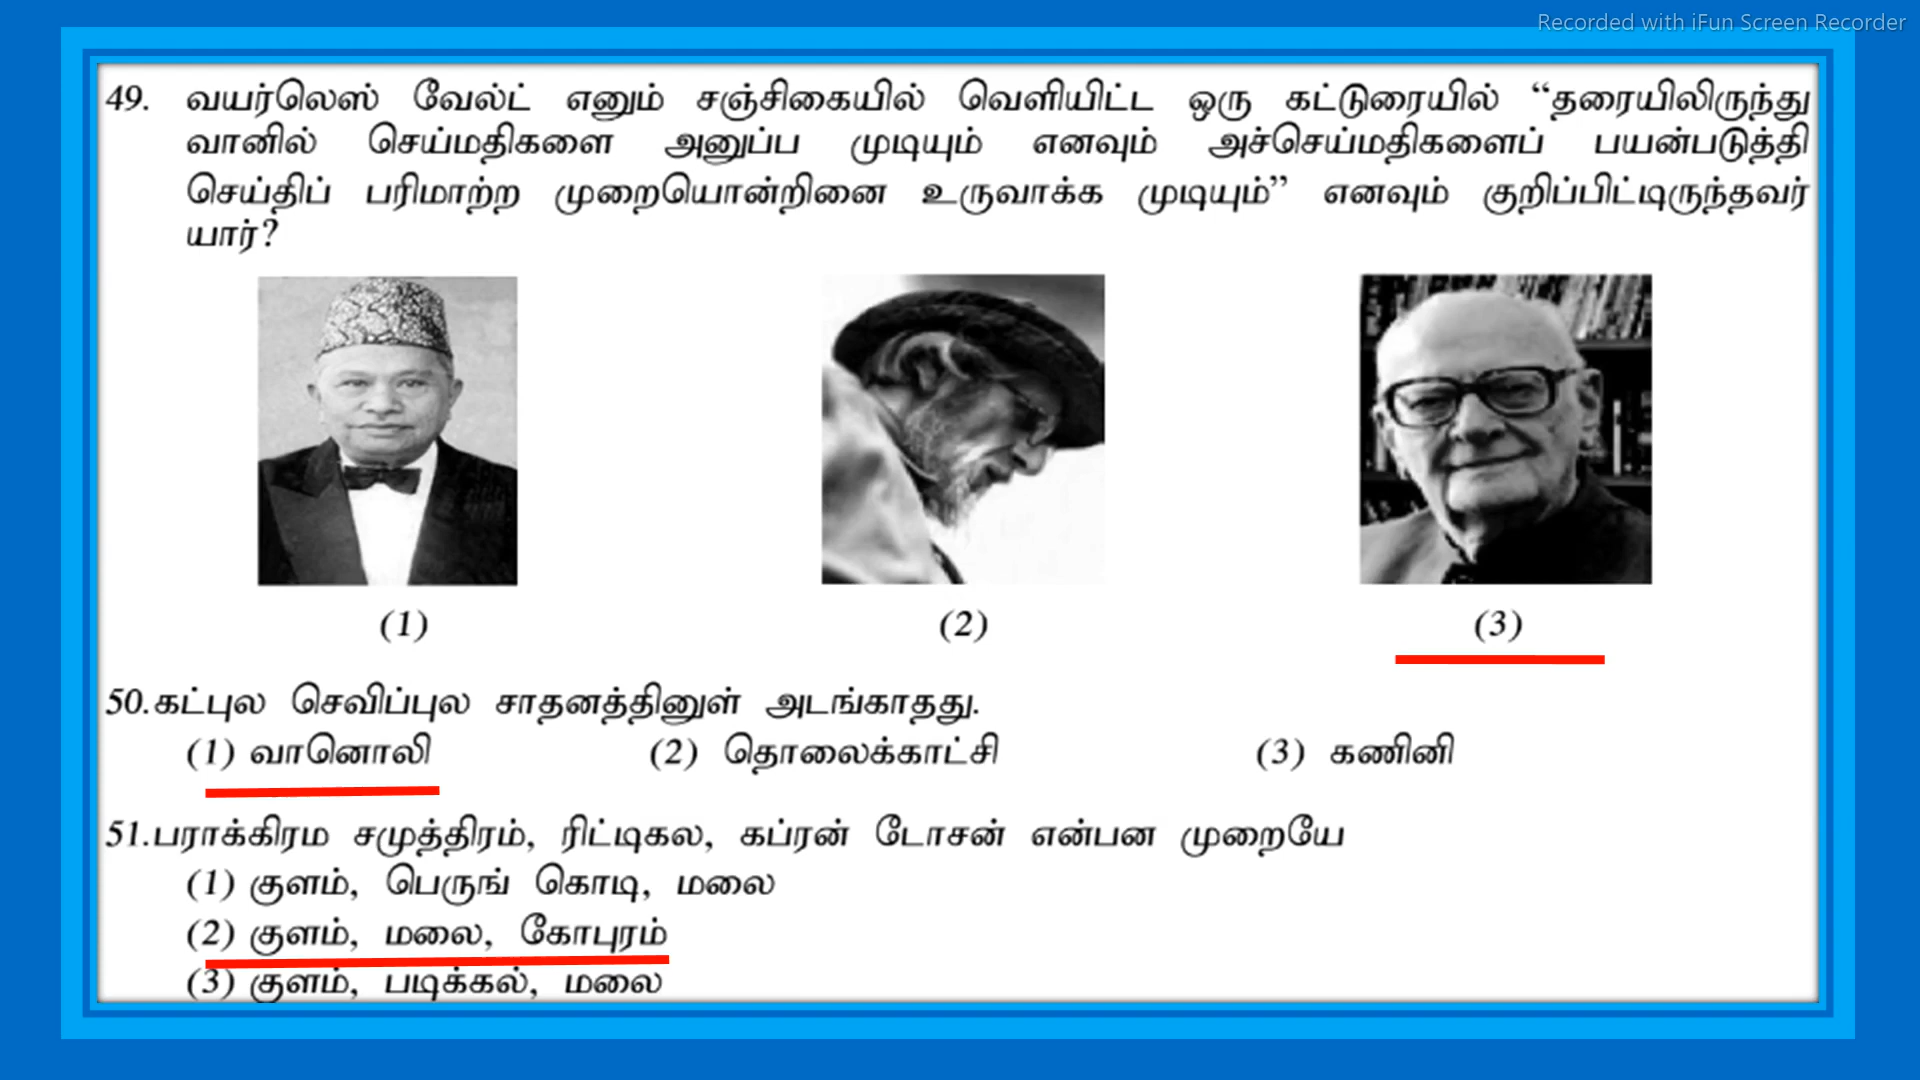 Recorded with iFun Screen Recorder
49. வயர்லெஸ் வேல்ட் எனும் சஞ்சிகையில் வெளியிட்ட ஒரு கட்டுரையில் “தரையிலிருந்து
வானில் செய்மதிகளை அனுப்ப முடியும் எனவும் அச்செய்மதிகளைப் பயன்படுத்தி
செய்திப் பரிமாற்ற முறையொன்றினை உருவாக்க முடியும்” எனவும் குறிப்பிட்டிருந்தவர்
யார்?
(1) (2) (3)
50.கட்புல செவிப்புல சாதனத்தினுள் அடங்காதது.
(1) வானொலி (2) தொலைக்காட்சி (3) கணினி
51.பராக்கிரம சமுத்திரம், ரிட்டிகல, கப்ரன் டோசன் என்பன முறையே
(1) குளம், பெருங் கொடி, மலை
(2) குளம், மலை, கோபுரம்
(3) குளம், படிக்கல், மலை